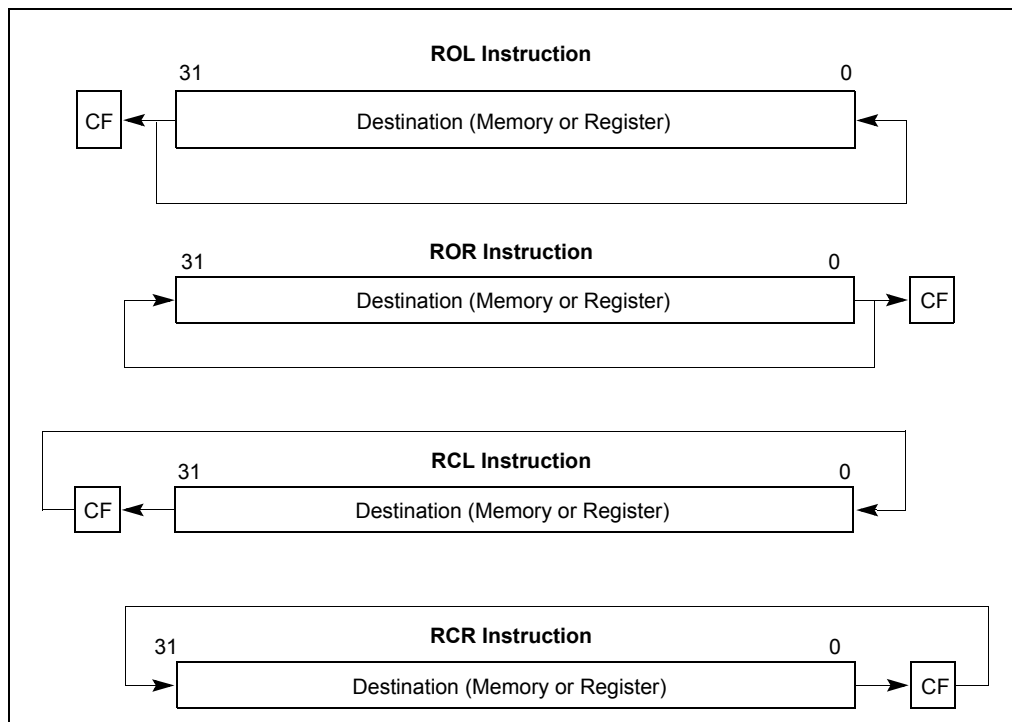 ROL Instruction
31 0
CF Destination (Memory or Register)
ROR Instruction
31 0
Destination (Memory or Register) CF
RCL Instruction
31 0
CF Destination (Memory or Register)
RCR Instruction
31 0
Destination (Memory or Register) CF